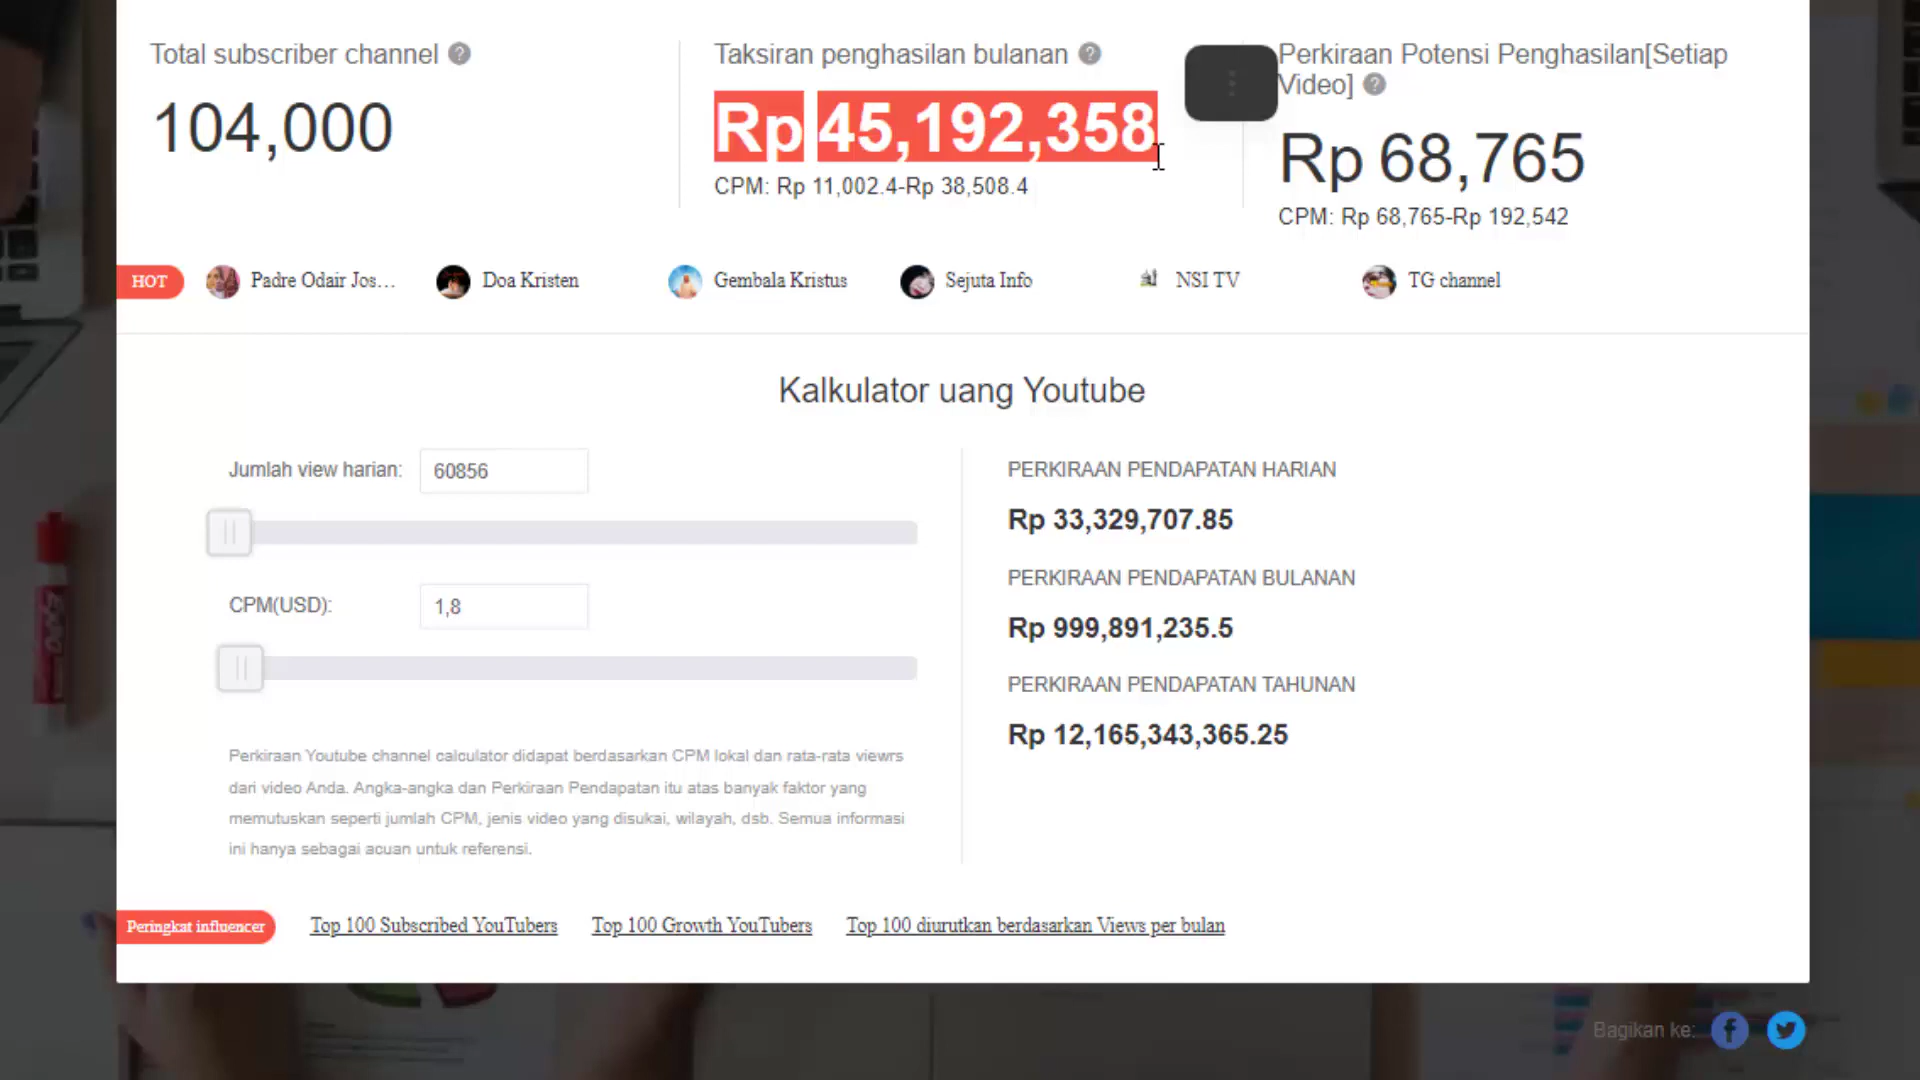 Total subscriber channel
104,000
Taksiran penghasilan bulanan
Rp 45,192,358
CPM: Rp 11,002.4-Rp 38,508.4
Perkiraan Potensi Penghasilan[Setiap
Video]
Rp 68,765
CPM: Rp 68,765-Rp 192,542
HOT Padre Odair Jos... Doa Kristen Gembala Kristus Sejuta Info NSI TV TG channel
Kalkulator uang Youtube
Jumlah view harian: 60856
CPM(USD): 1,8
Perkiraan Youtube channel calculator didapat berdasarkan CPM lokal dan rata-rata viewrs
dari video Anda. Angka-angka dan Perkiraan Pendapatan itu atas banyak faktor yang
memutuskan seperti jumlah CPM, jenis video yang disukai, wilayah, dsb. Semua informasi
ini hanya sebagai acuan untuk referensi.
PERKIRAAN PENDAPATAN HARIAN
Rp 33,329,707.85
PERKIRAAN PENDAPATAN BULANAN
Rp 999,891,235.5
PERKIRAAN PENDAPATAN TAHUNAN
Rp 12,165,343,365.25
Peringkat influencer Top 100 Subscribed YouTubers Top 100 Growth YouTubers Top 100 diurutkan berdasarkan Views per bulan
Bagikan ke:
EXPO